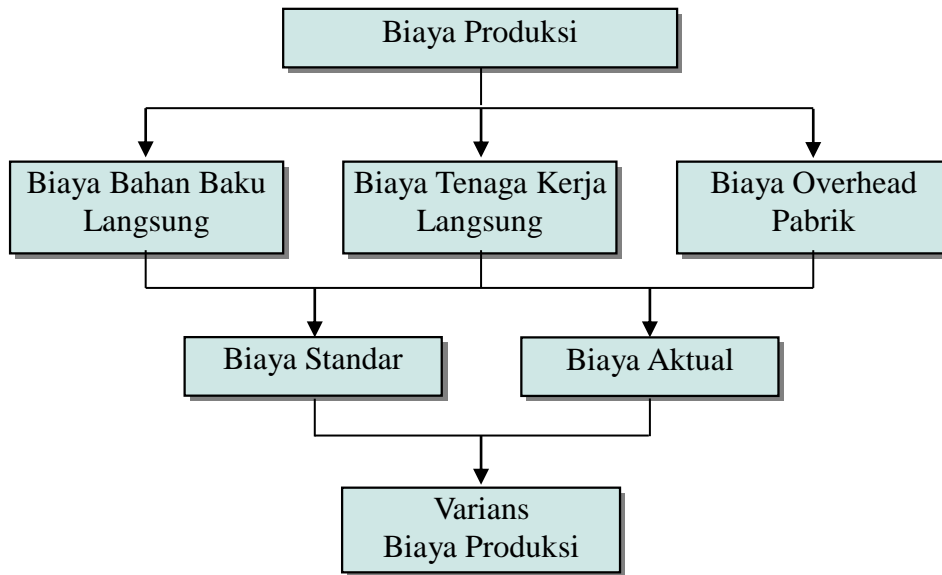 Biaya Produksi
Biaya Bahan Baku
Langsung
Biaya Tenaga Kerja
Langsung
Biaya Overhead
Pabrik
Biaya Standar
Biaya Aktual
Varians
Biaya Produksi